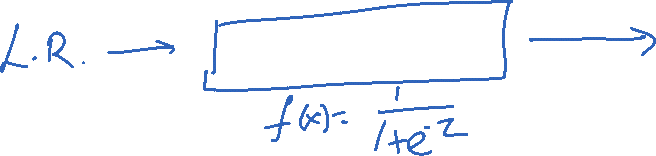 L.R.
f(x) = 1/1+e^-z